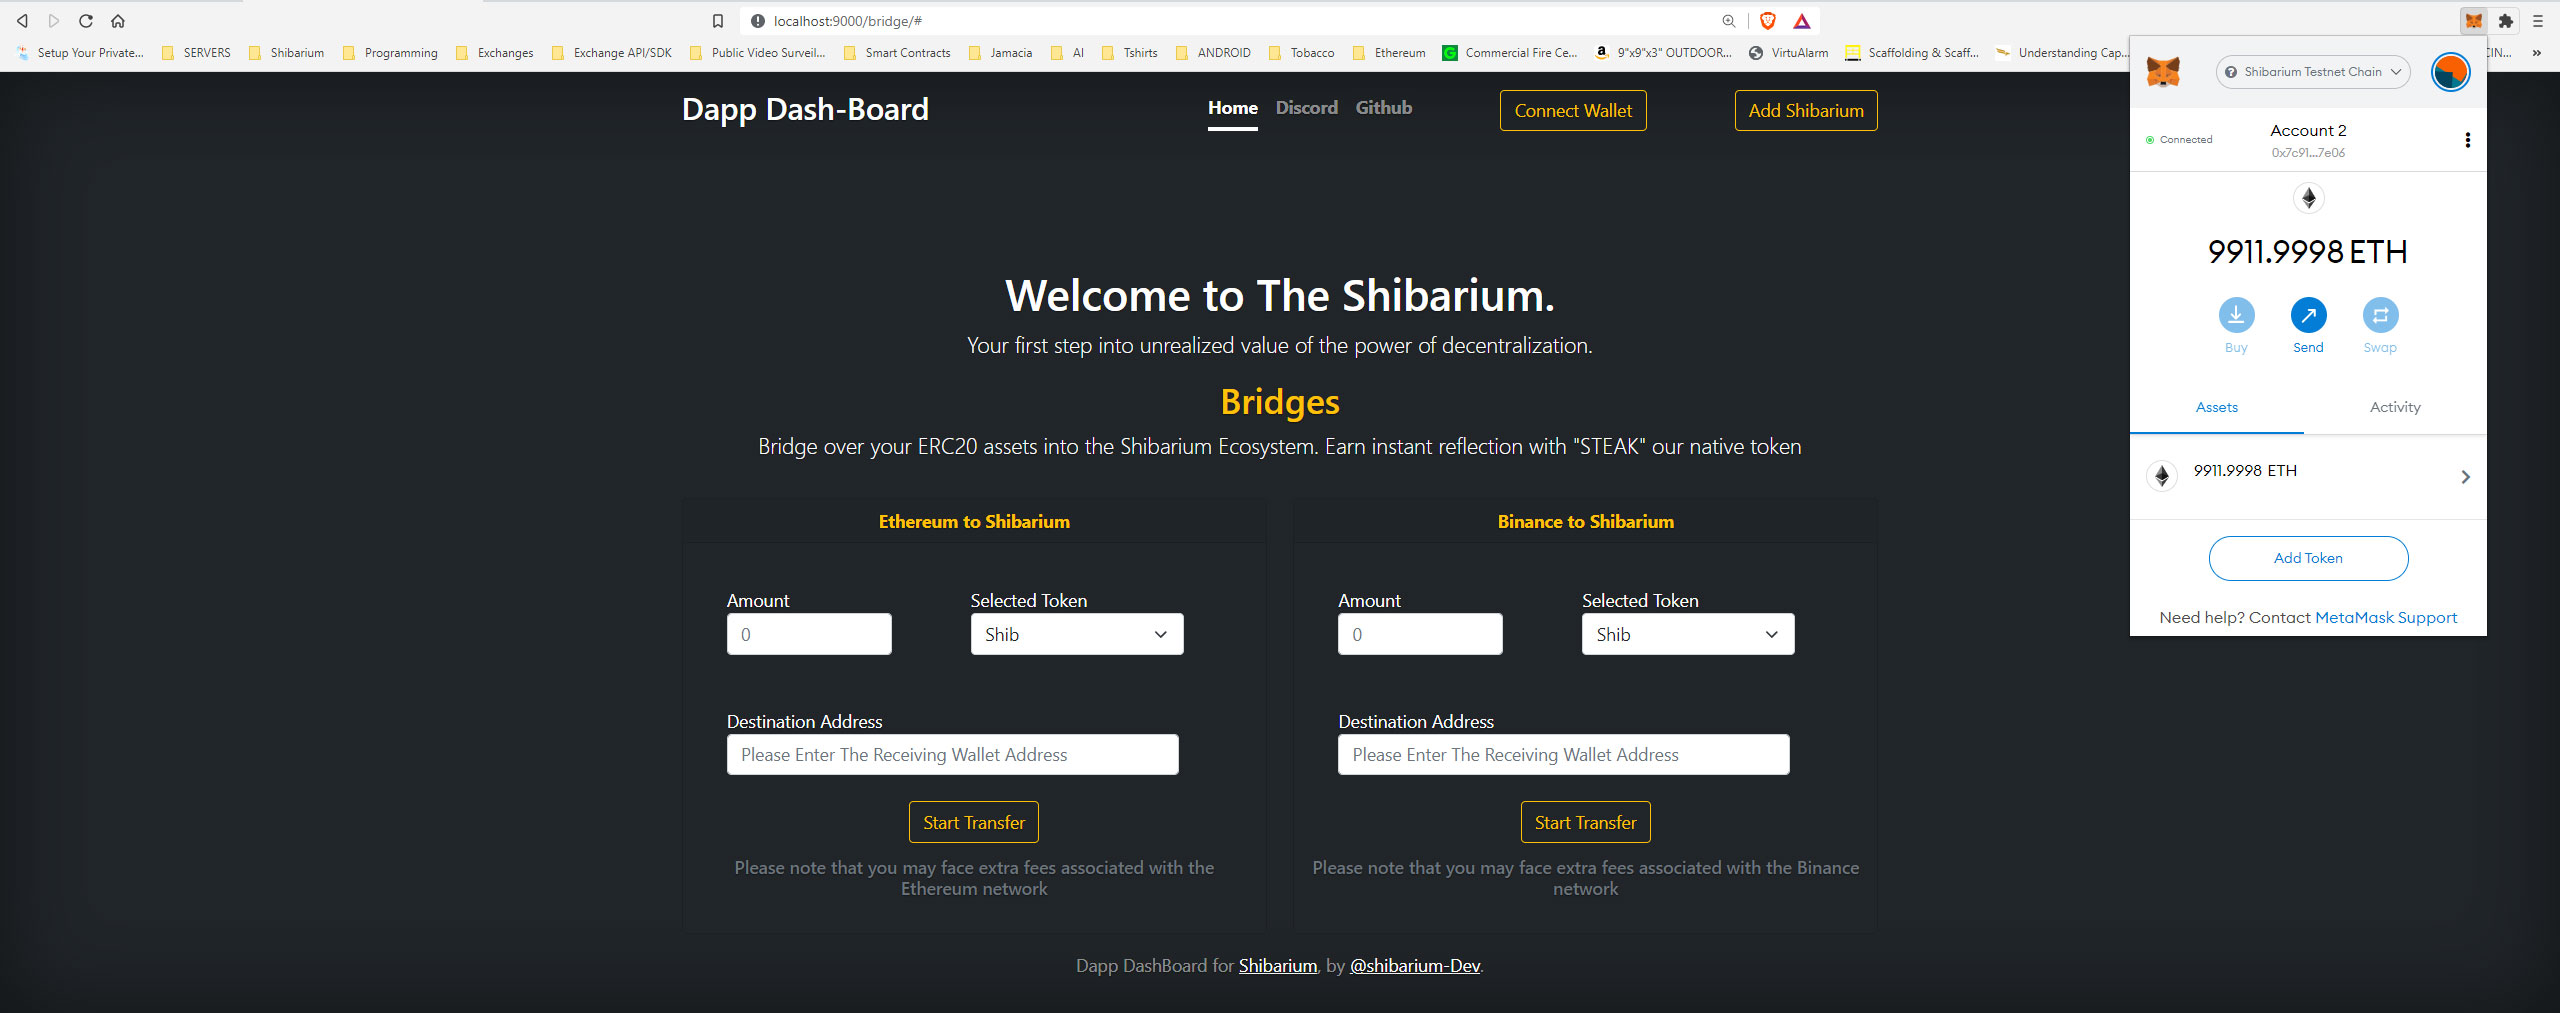 localhost:9000/bridge/#
Setup Your Private... SERVERS Shibarium Programming Exchanges Exchange API/SDK Public Video Surveil... Smart Contracts Jamacia AI Tshirts ANDROID Tobacco Ethereum Commercial Fire Ce... 9"x9"x3" OUTDOOR... VirtuAlarm Scaffolding & Scaff... Understanding Cap... CIN... »
Dapp Dash-Board
Home Discord Github
Connect Wallet
Add Shibarium
Welcome to The Shibarium.
Your first step into unrealized value of the power of decentralization.
Bridges
Bridge over your ERC20 assets into the Shibarium Ecosystem. Earn instant reflection with "STEAK" our native token
Ethereum to Shibarium
Amount
0
Selected Token
Shib
Destination Address
Please Enter The Receiving Wallet Address
Start Transfer
Please note that you may face extra fees associated with the
Ethereum network
Binance to Shibarium
Amount
0
Selected Token
Shib
Destination Address
Please Enter The Receiving Wallet Address
Start Transfer
Please note that you may face extra fees associated with the Binance
network
Dapp DashBoard for Shibarium, by @shibarium-Dev.
Shibarium Testnet Chain
Connected
Account 2
0x7c91...7e06
9911.9998 ETH
Buy Send Swap
Assets Activity
9911.9998 ETH
Add Token
Need help? Contact MetaMask Support